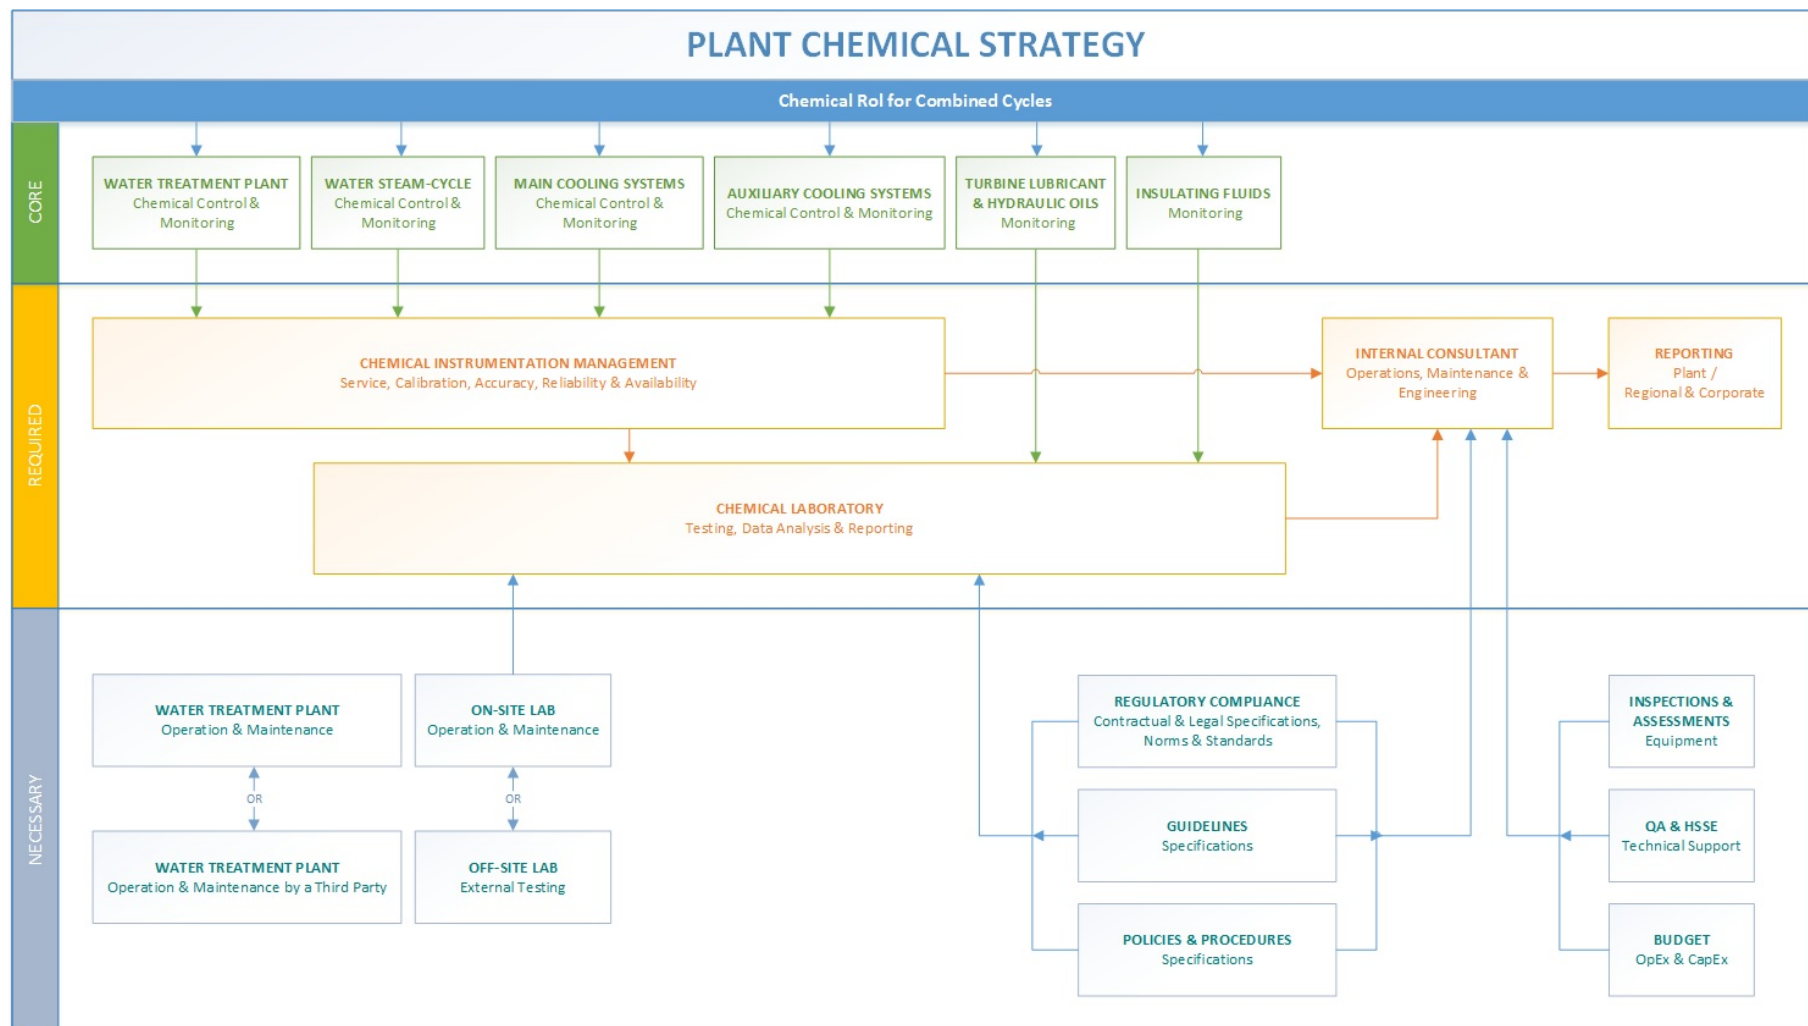 PLANT CHEMICAL STRATEGY
Chemical Rol for Combined Cycles
CORE
WATER TREATMENT PLANT
Chemical Control &
Monitoring
WATER STEAM-CYCLE
Chemical Control &
Monitoring
MAIN COOLING SYSTEMS
Chemical Control &
Monitoring
AUXILIARY COOLING SYSTEMS
Chemical Control & Monitoring
TURBINE LUBRICANT
& HYDRAULIC OILS
Monitoring
INSULATING FLUIDS
Monitoring
REQUIRED
CHEMICAL INSTRUMENTATION MANAGEMENT
Service, Calibration, Accuracy, Reliability & Availability
INTERNAL CONSULTANT
Operations, Maintenance &
Engineering
REPORTING
Plant /
Regional & Corporate
CHEMICAL LABORATORY
Testing, Data Analysis & Reporting
NECESSARY
WATER TREATMENT PLANT
Operation & Maintenance
OR
WATER TREATMENT PLANT
Operation & Maintenance by a Third Party
ON-SITE LAB
Operation & Maintenance
OR
OFF-SITE LAB
External Testing
REGULATORY COMPLIANCE
Contractual & Legal Specifications,
Norms & Standards
GUIDELINES
Specifications
POLICIES & PROCEDURES
Specifications
INSPECTIONS &
ASSESSMENTS
Equipment
QA & HSSE
Technical Support
BUDGET
OpEx & CapEx